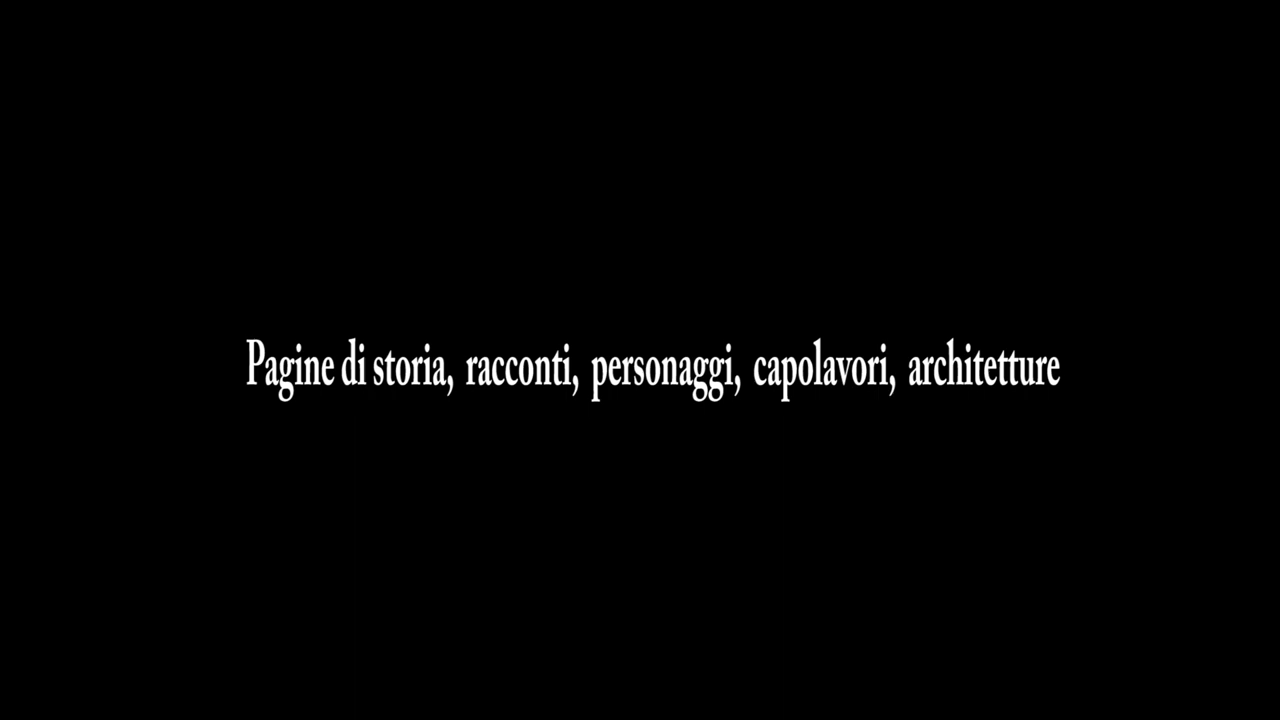 Pagine di storia, racconti, personaggi, capolavori, architetture